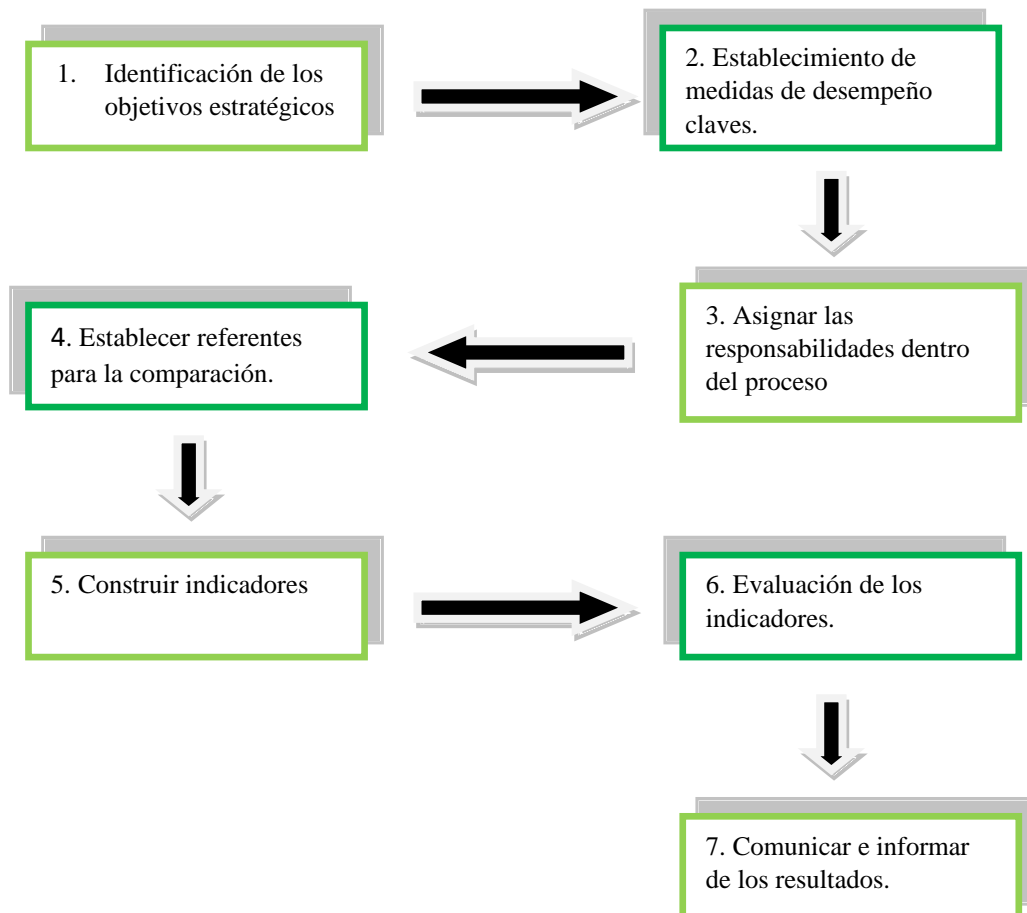 1. Identificación de los
objetivos estratégicos
2. Establecimiento de
medidas de desempeño
claves.
3. Asignar las
responsabilidades dentro
del proceso
4. Establecer referentes
para la comparación.
5. Construir indicadores
6. Evaluación de los
indicadores.
7. Comunicar e informar
de los resultados.